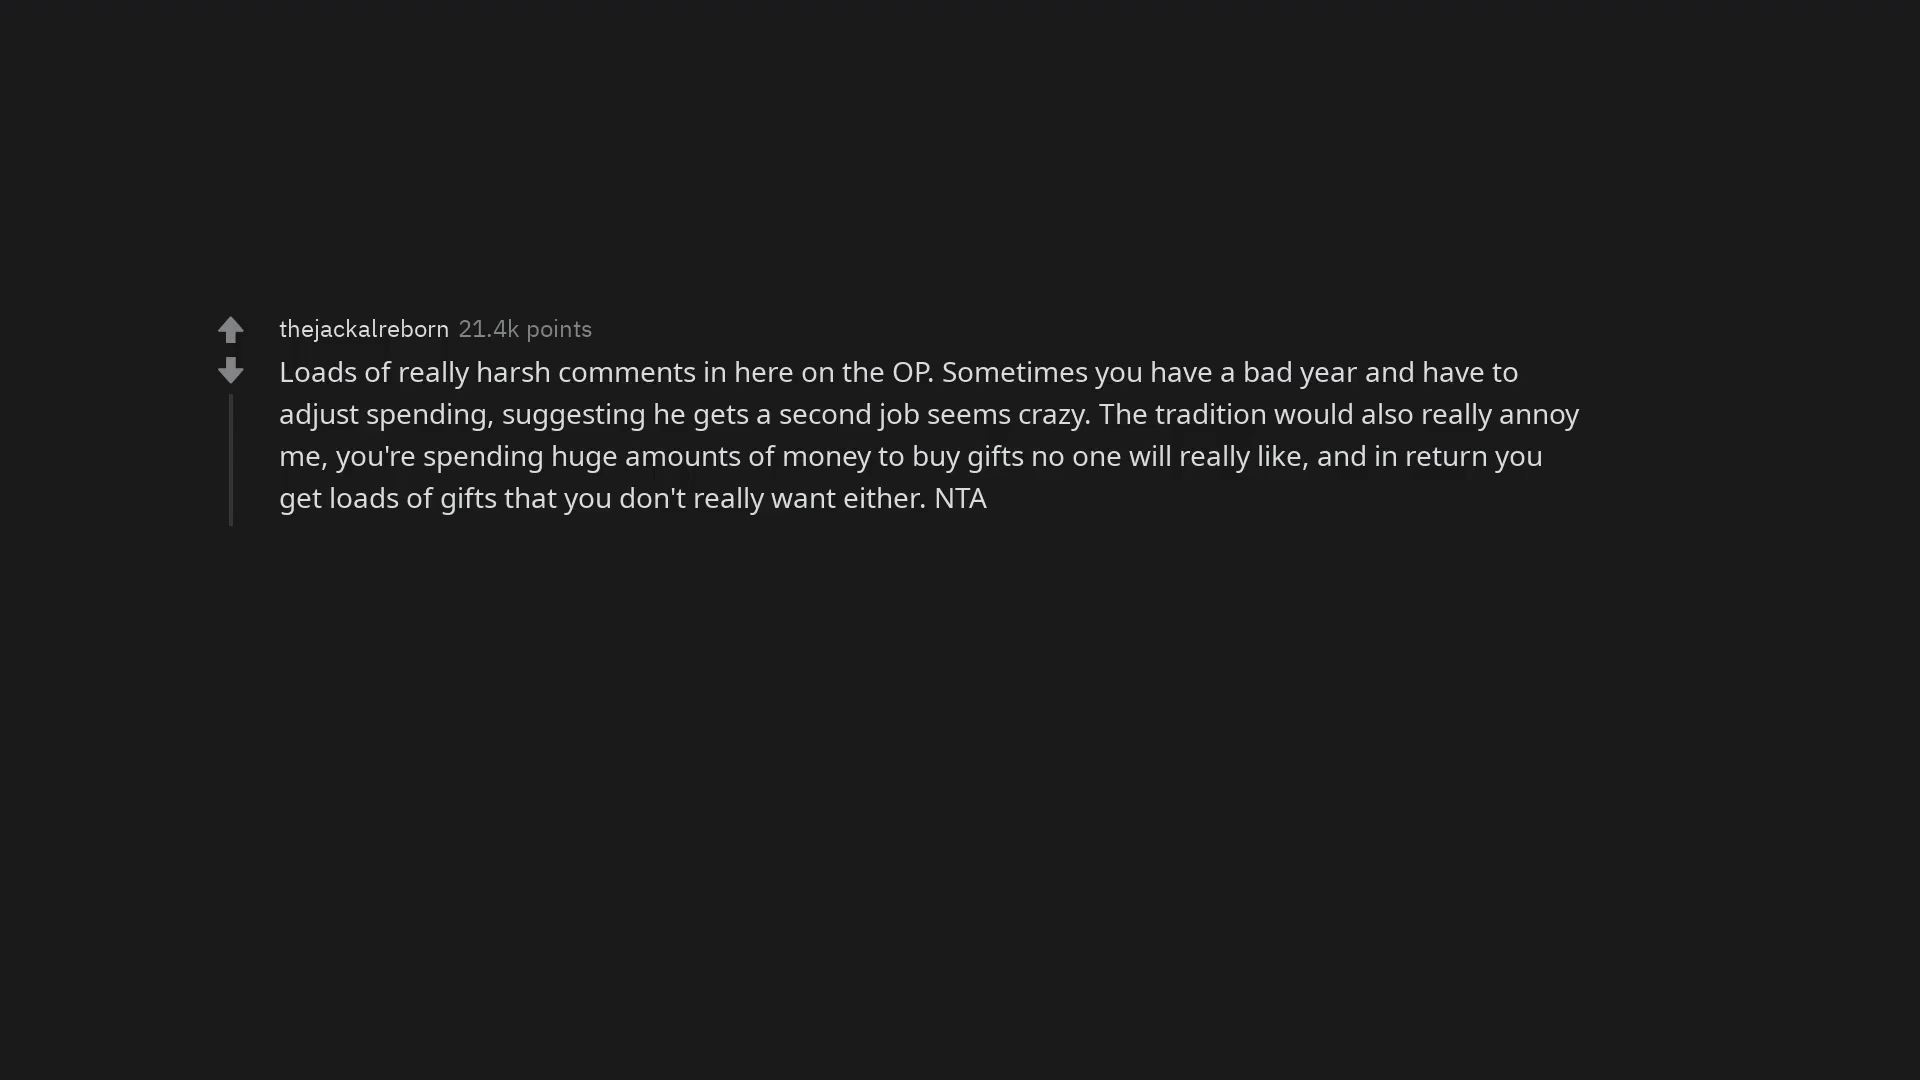 thejackalreborn 21.4k points
Loads of really harsh comments in here on the OP. Sometimes you have a bad year and have to
adjust spending, suggesting he gets a second job seems crazy. The tradition would also really annoy
me, you're spending huge amounts of money to buy gifts no one will really like, and in return you
get loads of gifts that you don't really want either. NTA